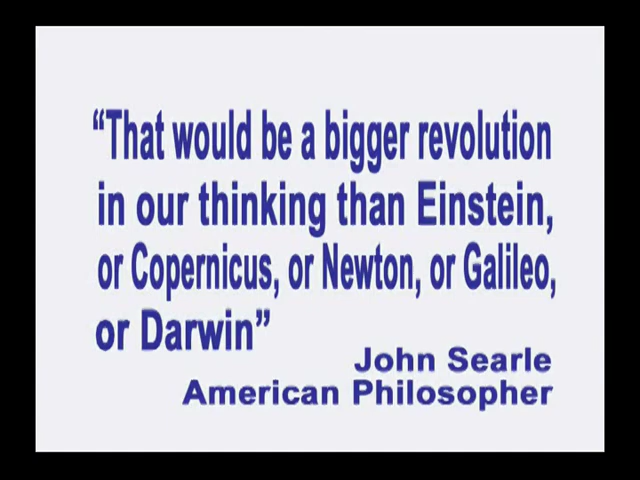 “That would be a bigger revolution
in our thinking than Einstein,
or Copernicus, or Newton, or Galileo,
or Darwin”
John Searle
American Philosopher